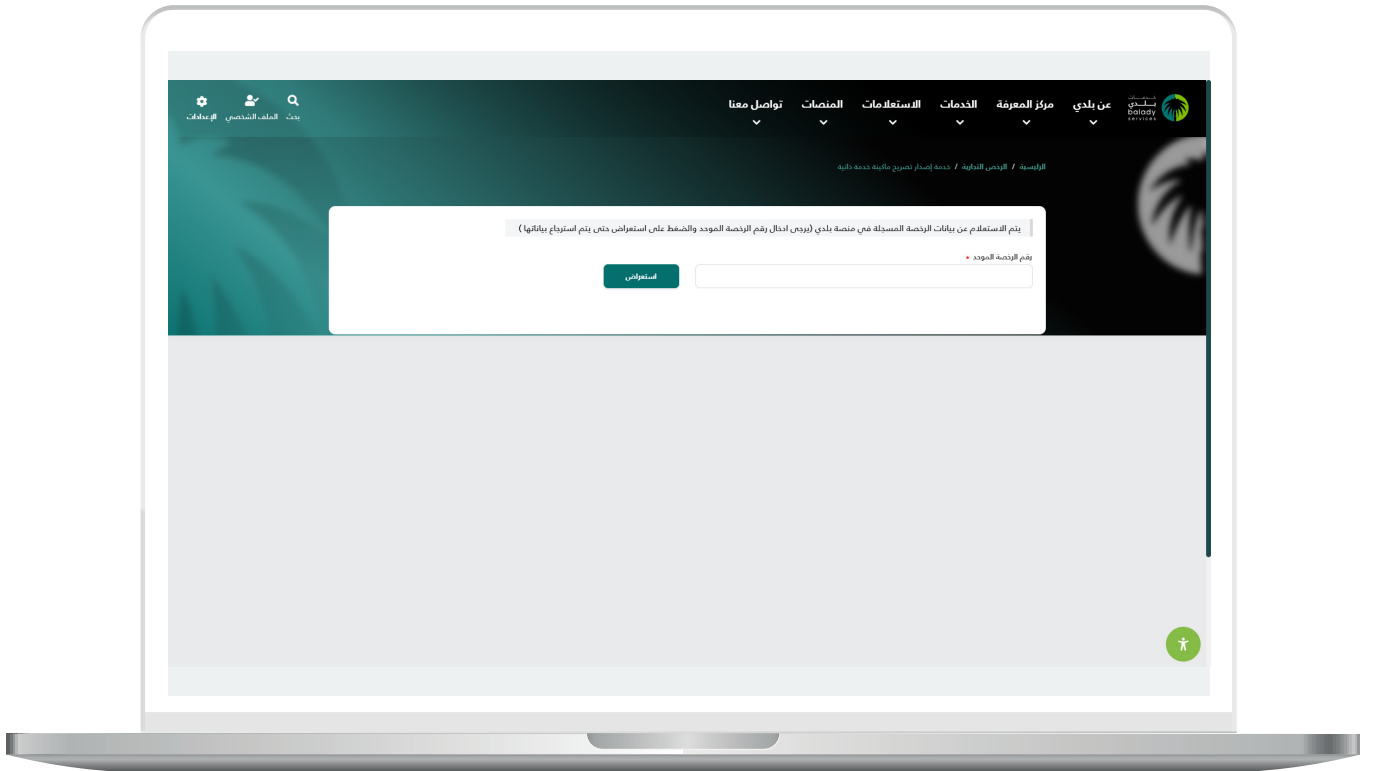 خدمات
بلدي
balady
services
عن بلدي
مركز المعرفة
الخدمات
الاستعلامات
المنصات
تواصل معنا
بحث
الملف الشخصي
الإعدادات
الرئيسية / الرخص التجارية / خدمة إصدار تصريح ماكينة خدمة ذاتية
يتم الاستعلام عن بيانات الرخصة المسجلة في منصة بلدي (يرجى ادخال رقم الرخصة الموحد والضغط على استعراض حتى يتم استرجاع بياناتها )
رقم الرخصة الموحد *
استعراض